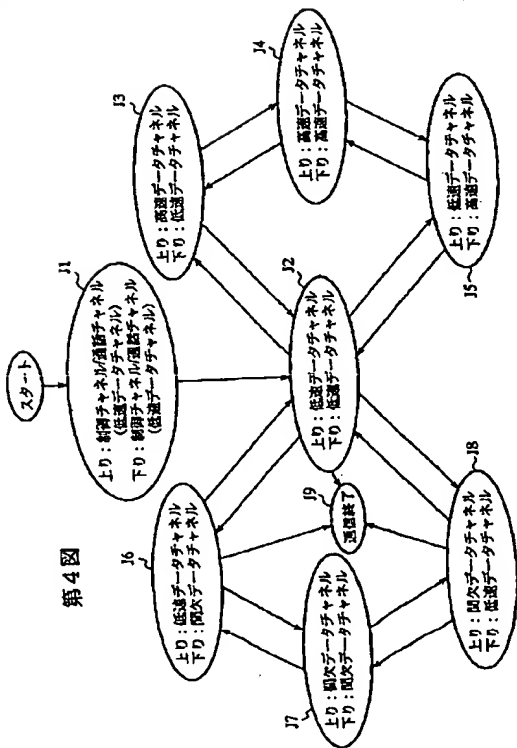 第4図
スタート
J1
上り：制御チャネル/通話チャネル
(低速データチャネル)
下り：制御チャネル/通話チャネル
(低速データチャネル)
J6
上り：低速データチャネル
下り：間欠データチャネル
J2
上り：低速データチャネル
下り：低速データチャネル
J3
上り：高速データチャネル
下り：低速データチャネル
J7
上り：間欠データチャネル
下り：間欠データチャネル
J9
通信終了
J4
上り：高速データチャネル
下り：高速データチャネル
J8
上り：間欠データチャネル
下り：低速データチャネル
J5
上り：低速データチャネル
下り：高速データチャネル